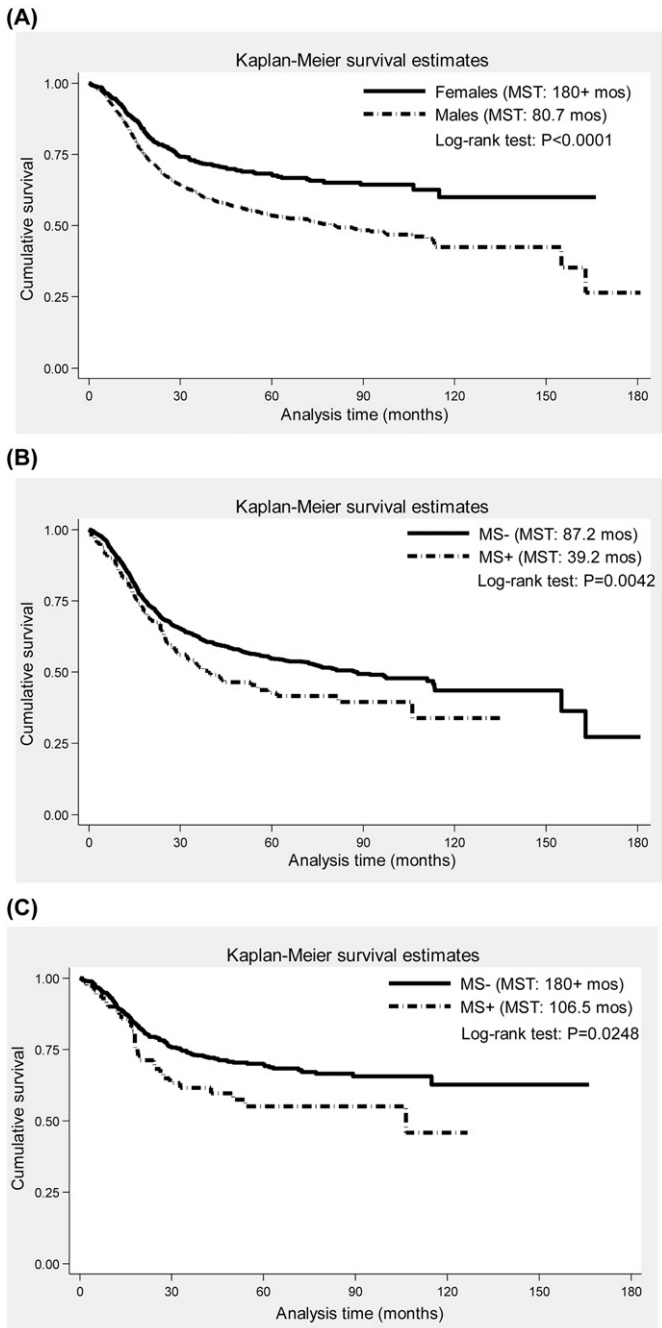 (A)
Kaplan-Meier survival estimates
1.00
0.75
0.50
0.25
0.00
Cumulative survival
Females (MST: 180+ mos)
Males (MST: 80.7 mos)
Log-rank test: P<0.0001
0 30 60 90 120 150 180
Analysis time (months)
(B)
Kaplan-Meier survival estimates
1.00
0.75
0.50
0.25
0.00
Cumulative survival
MS- (MST: 87.2 mos)
MS+ (MST: 39.2 mos)
Log-rank test: P=0.0042
0 30 60 90 120 150 180
Analysis time (months)
(C)
Kaplan-Meier survival estimates
1.00
0.75
0.50
0.25
0.00
Cumulative survival
MS- (MST: 180+ mos)
MS+ (MST: 106.5 mos)
Log-rank test: P=0.0248
0 30 60 90 120 150 180
Analysis time (months)